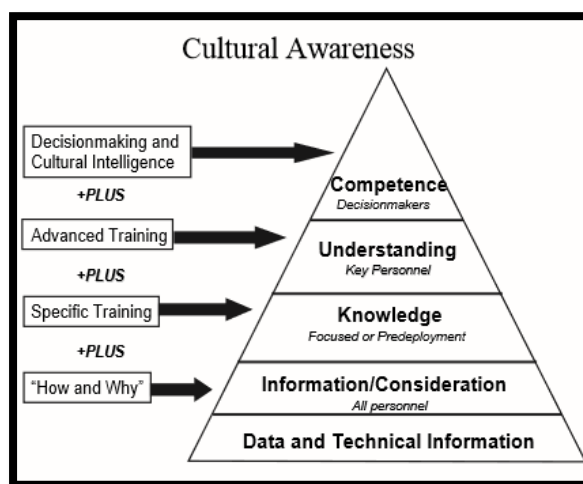 Cultural Awareness
Decisionmaking and
Cultural Intelligence
+PLUS
Advanced Training
+PLUS
Specific Training
+PLUS
“How and Why”
Competence
Decisionmakers
Understanding
Key Personnel
Knowledge
Focused or Predeployment
Information/Consideration
All personnel
Data and Technical Information